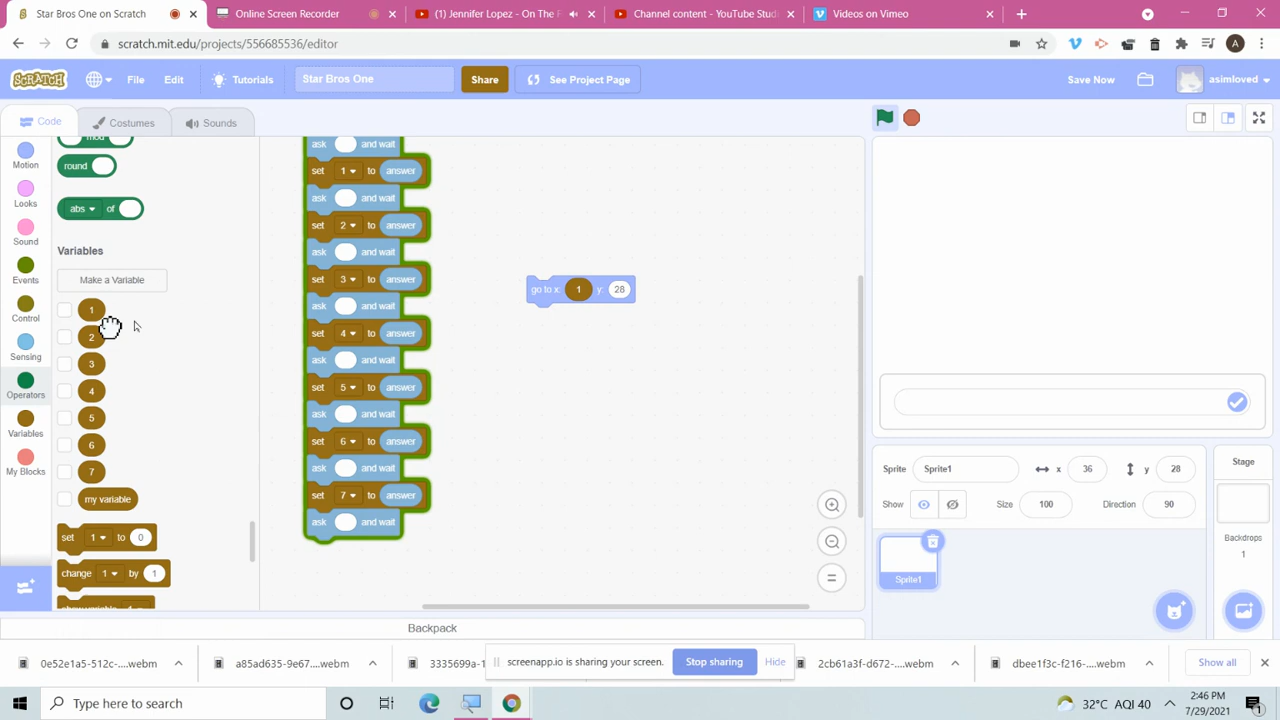 Star Bros One on Scratch
Online Screen Recorder
(1) Jennifer Lopez - On The F
Channel content - YouTube Stud
Videos on Vimeo
scratch.mit.edu/projects/556685536/editor
A
SCRATCH
File
Edit
Tutorials
Star Bros One
Share
See Project Page
Save Now
asimloved
Code
Costumes
Sounds
Motion
Looks
Sound
Events
Control
Sensing
Operators
Variables
My Blocks
mod
round
abs of
Variables
Make a Variable
1
2
3
4
5
6
7
my variable
set 1 to 0
change 1 by 1
show variable 1
ask and wait
set 1 to answer
ask and wait
set 2 to answer
ask and wait
set 3 to answer
ask and wait
set 4 to answer
ask and wait
set 5 to answer
ask and wait
set 6 to answer
ask and wait
set 7 to answer
ask and wait
go to x: 1 y: 28
Sprite Sprite1 x 36 y 28
Show Size 100 Direction 90
Sprite1
Stage
Backdrops
1
Backpack
0e52e1a5-512c-....webm
a85ad635-9e67....webm
3335699a-1
screenapp.io is sharing your screen.
Stop sharing
Hide
2cb61a3f-d672-....webm
dbee1f3c-f216-....webm
Show all
Type here to search
32°C AQI 40
2:46 PM
7/29/2021
1